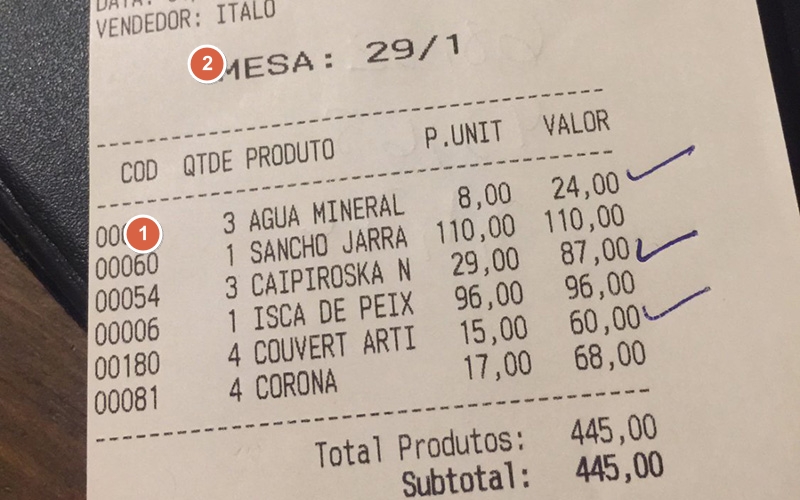 VENDEDOR: ITALO
MESA: 29/1
COD QTDE PRODUTO P.UNIT VALOR
3 AGUA MINERAL 8,00 24,00
00060 1 SANCHO JARRA 110,00 110,00
00054 3 CAIPIROSKA N 29,00 87,00
00006 1 ISCA DE PEIX 96,00 96,00
00180 4 COUVERT ARTI 15,00 60,00
00081 4 CORONA 17,00 68,00
Total Produtos: 445,00
Subtotal: 445,00
2
1